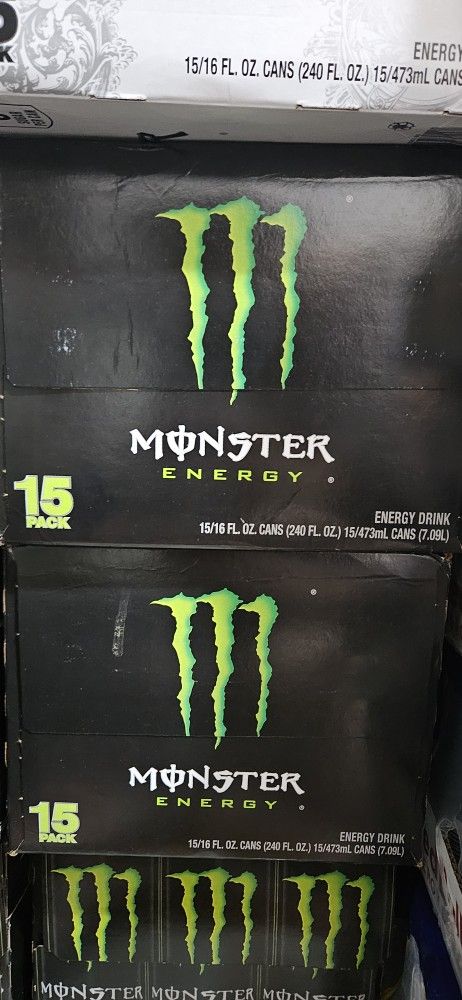 PACK
ENERGY
15/16 FL. OZ. CANS (240 FL. OZ.) 15/473mL CANS
®
MONSTER
ENERGY ®
15
PACK
ENERGY DRINK
15/16 FL. OZ. CANS (240 FL. OZ.) 15/473mL CANS (7.09L)
®
MONSTER
ENERGY ®
15
PACK
ENERGY DRINK
15/16 FL. OZ. CANS (240 FL. OZ.) 15/473mL CANS (7.09L)
MONSTER MONSTER MONSTER